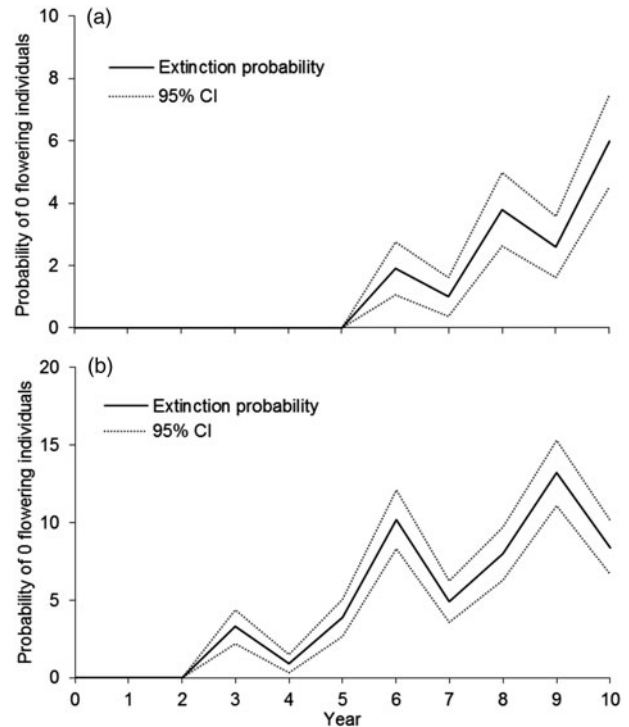 (a)
Extinction probability
95% CI
Probability of 0 flowering individuals
10
8
6
4
2
0
(b)
Extinction probability
95% CI
Probability of 0 flowering individuals
20
15
10
5
0
0 1 2 3 4 5 6 7 8 9 10
Year